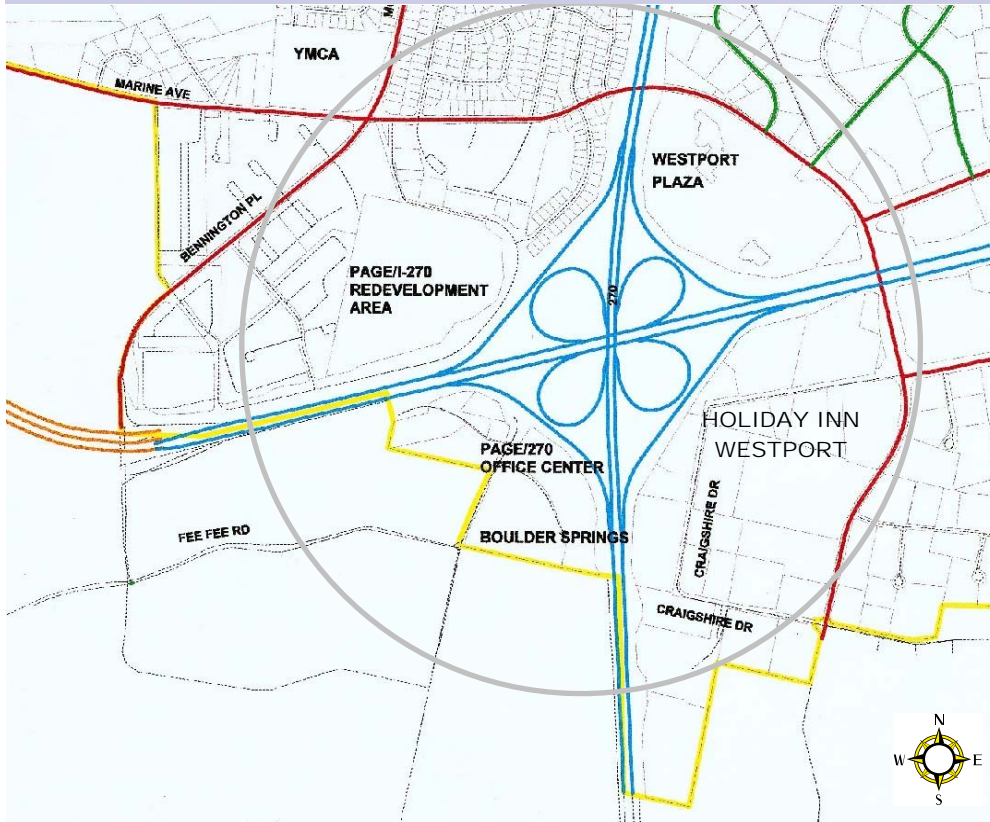 YMCA
MARINE AVE
WESTPORT
PLAZA
BENNINGTON PL
PAGE/I-270
REDEVELOPMENT
AREA
270
HOLIDAY INN
WESTPORT
PAGE/270
OFFICE CENTER
FEE FEE RD
BOULDER SPRINGS
CRAIGSHIRE DR
CRAIGSHIRE DR
N
W
E
S